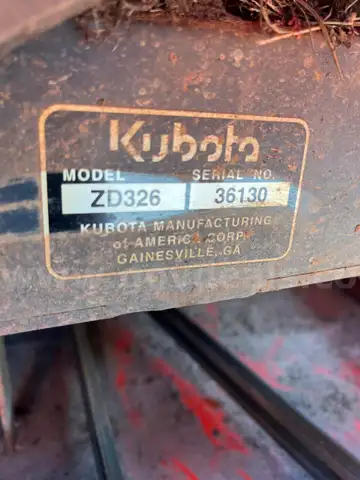 Kubota
MODEL SERIAL NO.
ZD326 36130
KUBOTA MANUFACTURING
of AMERICA CORP.
GAINESVILLE, GA